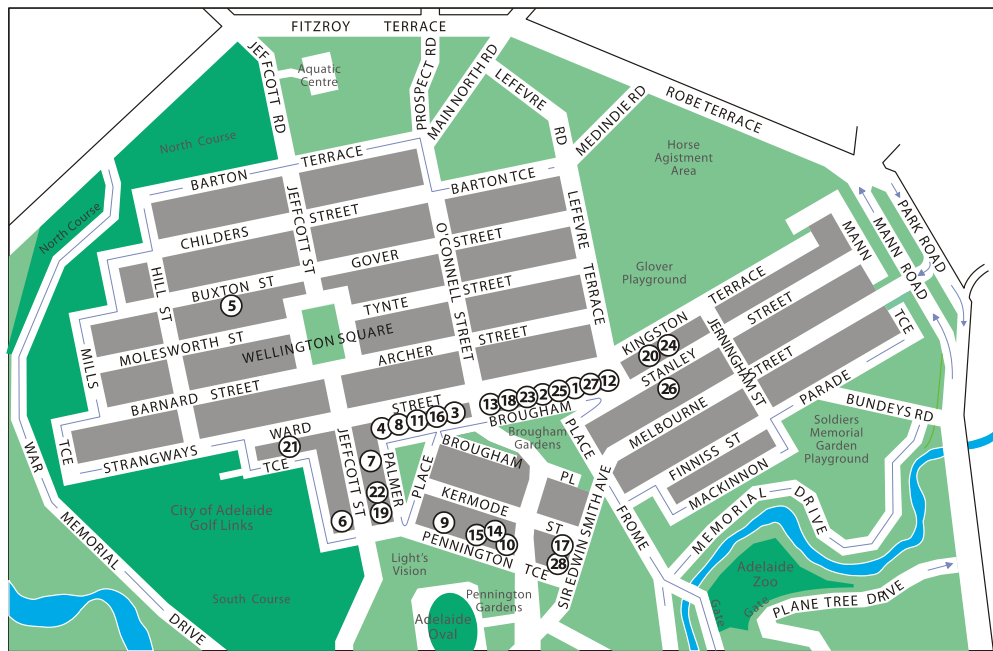 FITZROY TERRACE
JEFFCOTT RD
Aquatic
Centre
PROSPECT RD
MAIN NORTH RD
LEFEVRE
RD
MEDINDIE RD
ROBE TERRACE
North Course
Horse
Agistment
Area
BARTON TERRACE
BARTON TCE
North Course
JEFFCOTT ST
CHILDERS STREET
O'CONNELL STREET
LEFEVRE TERRACE
PARK ROAD
MANN ROAD
MANN
TCE
GOVER STREET
HILL ST
BUXTON ST
5
Glover
Playground
TYNTE STREET
MOLESWORTH ST
WELLINGTON SQUARE
KINGSTON TERRACE
JERNINGHAM ST
20
24
MILLS
TCE
ARCHER STREET
STANLEY STREET
26
BARNARD STREET
13
18
23
2
25
1
27
12
4
8
11
16
3
WARD STREET
21
BROUGHAM
PLACE
Brougham
Gardens
MELBOURNE STREET
PARADE
BUNDEYS RD
STRANGWAYS
TCE
JEFFCOTT ST
PALMER
PLACE
7
22
19
6
BROUGHAM
PL
FINNISS ST
MACKINNON
Soldiers
Memorial
Garden
Playground
WAR
MEMORIAL
DRIVE
City of Adelaide
Golf Links
KERMODE
ST
9
15
14
10
17
28
PENNINGTON TCE
SIR EDWIN SMITH AVE
FROME
MEMORIAL DRIVE
Light's
Vision
Pennington
Gardens
Adelaide
Oval
South Course
Adelaide
Zoo
Gate
Gate
PLANE TREE DRIVE